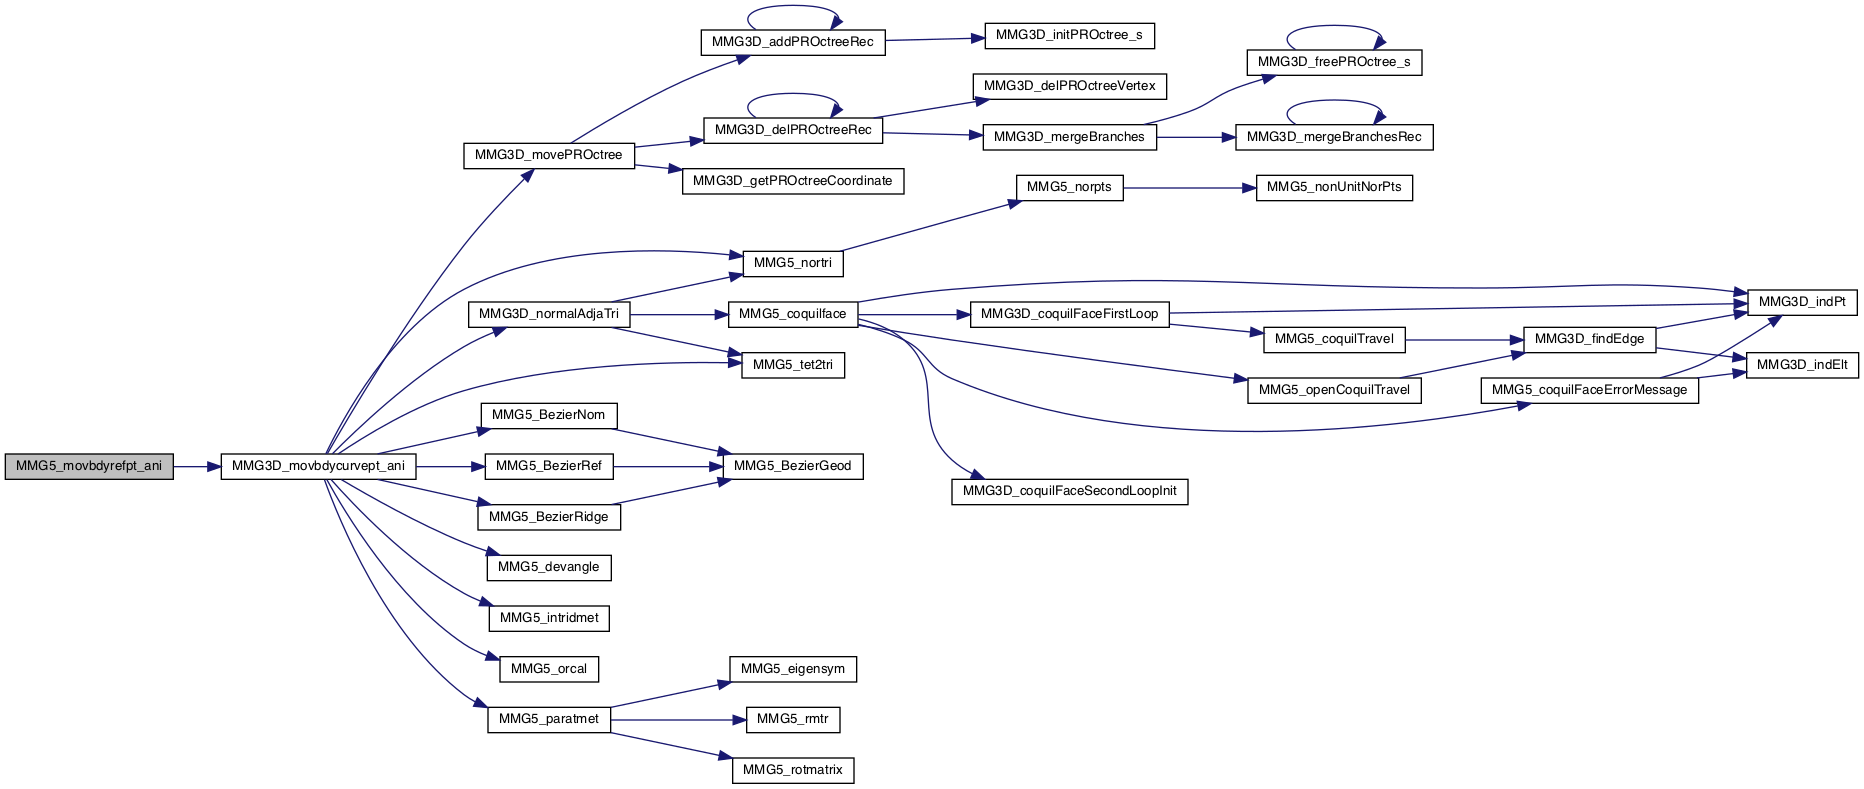 MMG3D_addPROctreeRec
MMG3D_initPROctree_s
MMG3D_freePROctree_s
MMG3D_delPROctreeVertex
MMG3D_delPROctreeRec
MMG3D_mergeBranches
MMG3D_mergeBranchesRec
MMG3D_movePROctree
MMG3D_getPROctreeCoordinate
MMG5_norpts
MMG5_nonUnitNorPts
MMG5_nortri
MMG3D_indPt
MMG3D_normalAdjaTri
MMG5_coquilface
MMG3D_coquilFaceFirstLoop
MMG5_coquilTravel
MMG3D_findEdge
MMG5_tet2tri
MMG3D_indElt
MMG5_openCoquilTravel
MMG5_coquilFaceErrorMessage
MMG5_BezierNom
MMG5_movbdyrefpt_ani
MMG3D_movbdycurvept_ani
MMG5_BezierRef
MMG5_BezierGeod
MMG3D_coquilFaceSecondLoopInit
MMG5_BezierRidge
MMG5_devangle
MMG5_intridmet
MMG5_orcal
MMG5_eigensym
MMG5_paratmet
MMG5_rmtr
MMG5_rotmatrix